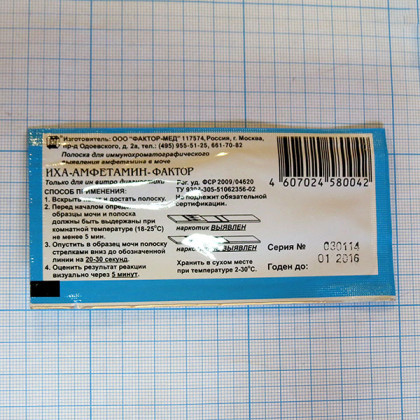 Изготовитель: ООО "ФАКТОР-МЕД" 117574, Россия, г. Москва,
пр-д Одоевского, д. 2а, тел.: (495) 955-51-25, 661-70-82
Полоска для иммунохроматографического
выявления амфетамина в моче
ИХА-АМФЕТАМИН-ФАКТОР
Только для ин витро диагностики
Рег. уд. ФСР 2009/04620
ТУ 9398-305-51062356-02
Не подлежит обязательной
сертификации.
СПОСОБ ПРИМЕНЕНИЯ:
1. Вскрыть и достать полоску.
2. Перед началом
образцы мочи и полоска
должны быть выдержаны при
комнатной температуре (18-25°С)
не менее 5 мин.
3. Опустить в образец мочи полоску
стрелками вниз до обозначенной
линии на 20-30 секунд.
4. Оценить результат реакции
визуально через 5 минут.
наркотик ВЫЯВЛЕН
наркотик НЕ ВЫЯВЛЕН
Хранить в сухом месте
при температуре 2-30°С.
4 607024 580042
Серия № 030114
Годен до: 01 2016